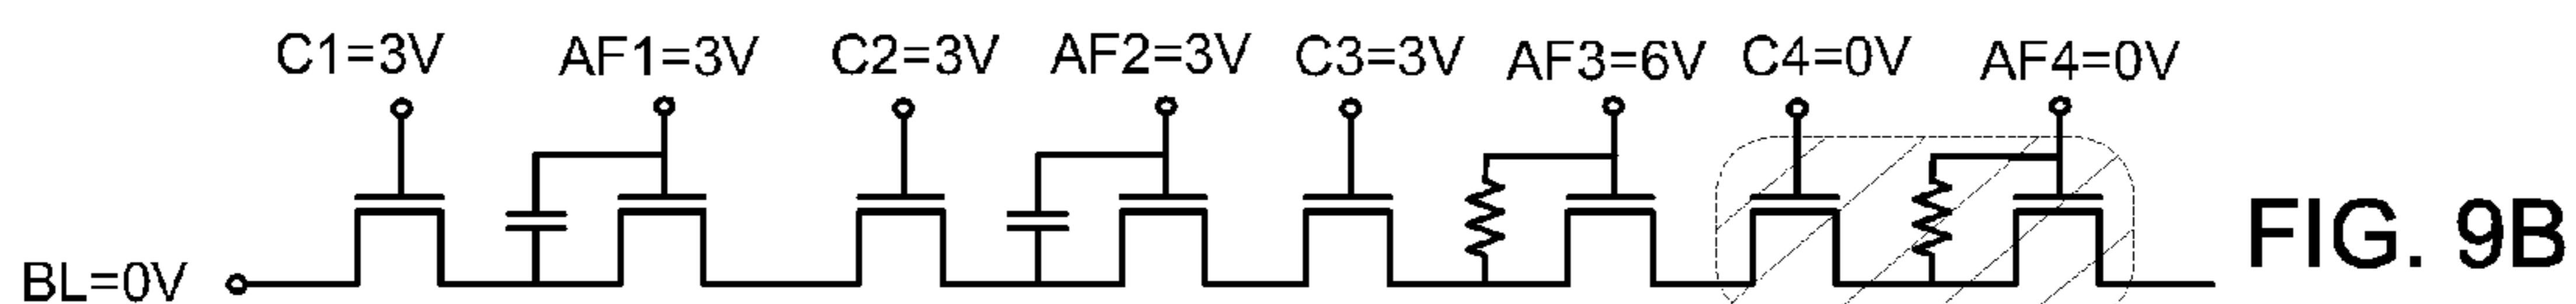 C1=3V AF1=3V C2=3V AF2=3V C3=3V AF3=6V C4=0V AF4=0V
FIG. 9B
BL=0V